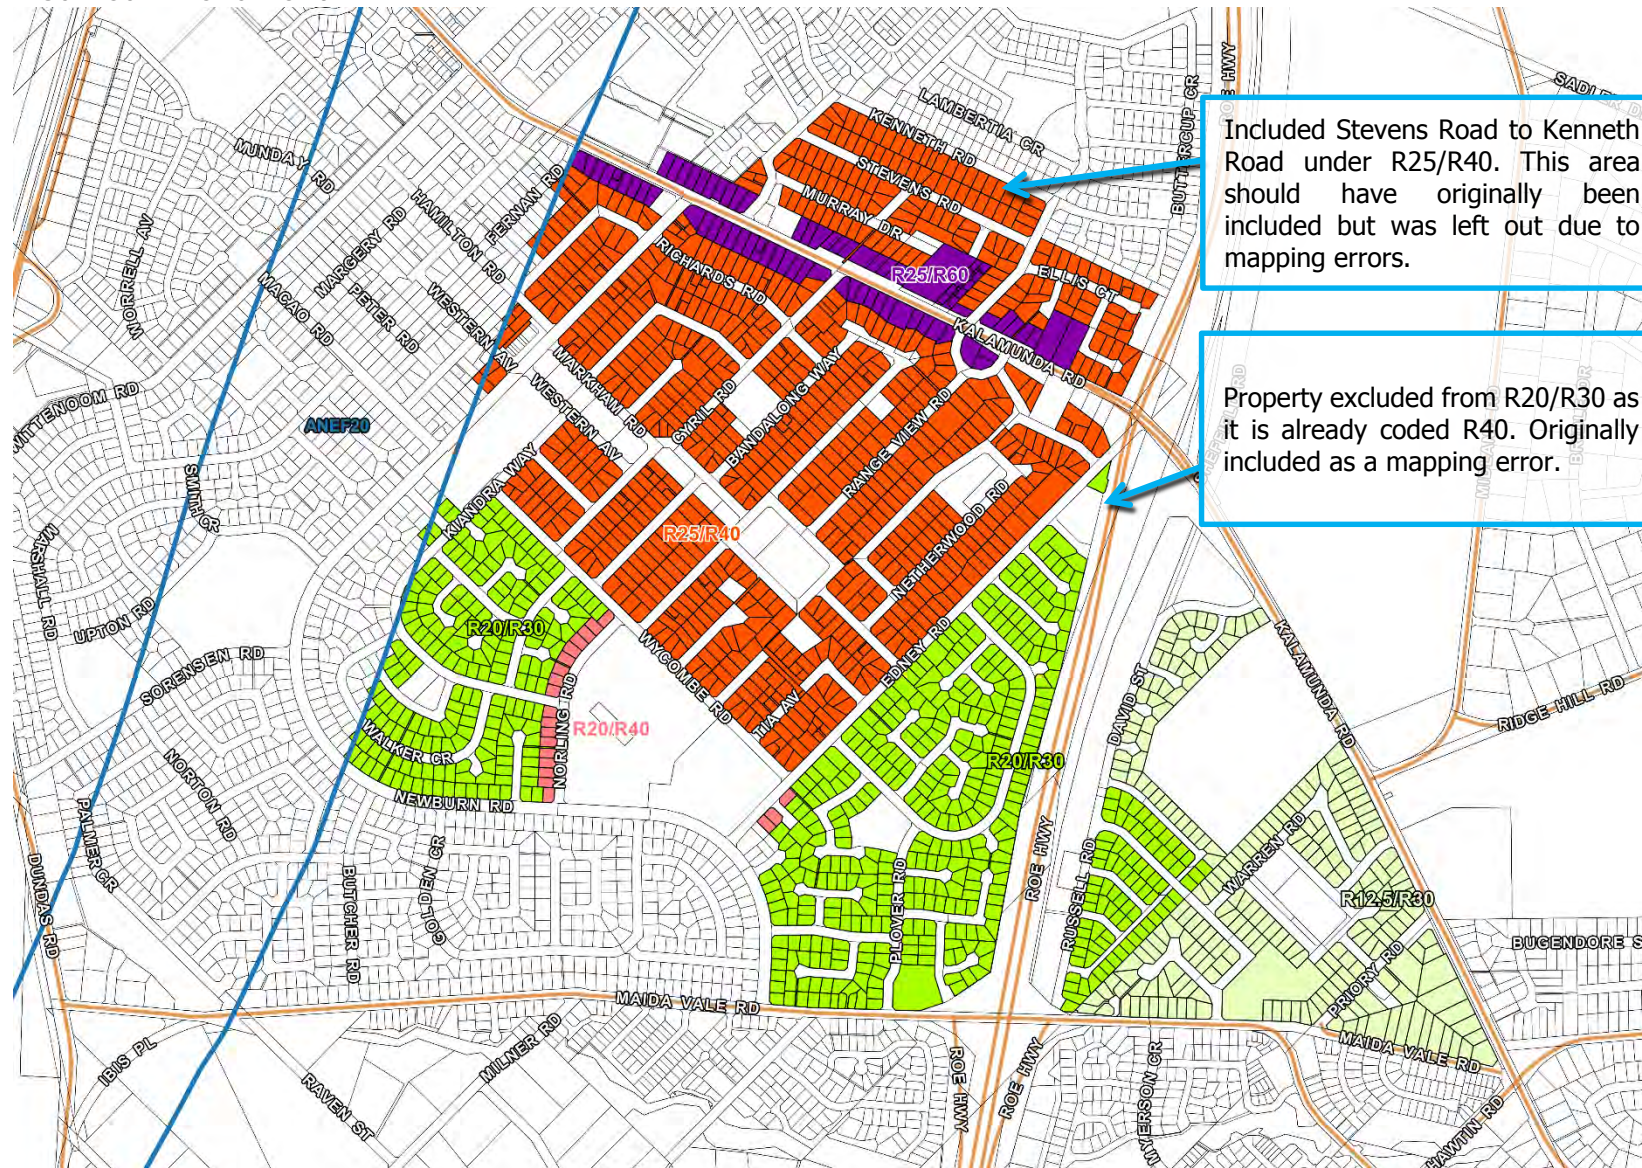 LAMBERTIA CR
KENNETH RD
BUTTERCUP CR
HWY
SADLER D
Included Stevens Road to Kenneth
Road under R25/R40. This area
should have originally been
included but was left out due to
mapping errors.
MUNDAY RD
STEVENS RD
FERNAN RD
HAMILTON RD
MURRAY DR
MARGERY RD
MORRELL AV
RICHARDS RD
R25/R60
ELLIS CT
MACAO RD
PETER RD
WESTERN AV
KALAMUNDA RD
Property excluded from R20/R30 as
it is already coded R40. Originally
included as a mapping error.
WITTENOOM RD
MARKHAM RD
WESTERN AV
CYRIL RD
BANDALONG WAY
RANGE VIEW RD
ANEF20
SMITH CR
KIANDRA WAY
R25/R40
NETHERWOOD RD
MARSHALL RD
UPTON RD
R20/R30
WYCOMBE RD
EDNEY RD
KALAMUNDA RD
SORENSEN RD
DAVID ST
RIDGE HILL RD
TIA AV
NORLING RD
R20/R40
WALKER CR
R20/R30
NORTON RD
NEWBURN RD
PALMER CR
GOLDEN CR
WARREN RD
DUNDAS RD
BUTCHER RD
PLOVER RD
ROE HWY
RUSSELL RD
R12.5/R30
BUGENDORE S
PRIORY RD
MAIDA VALE RD
MAIDA VALE RD
IBIS PL
MILNER RD
RAVEN ST
ROE HWY
ROE HWY
MYERSON CR
HAWTIN RD